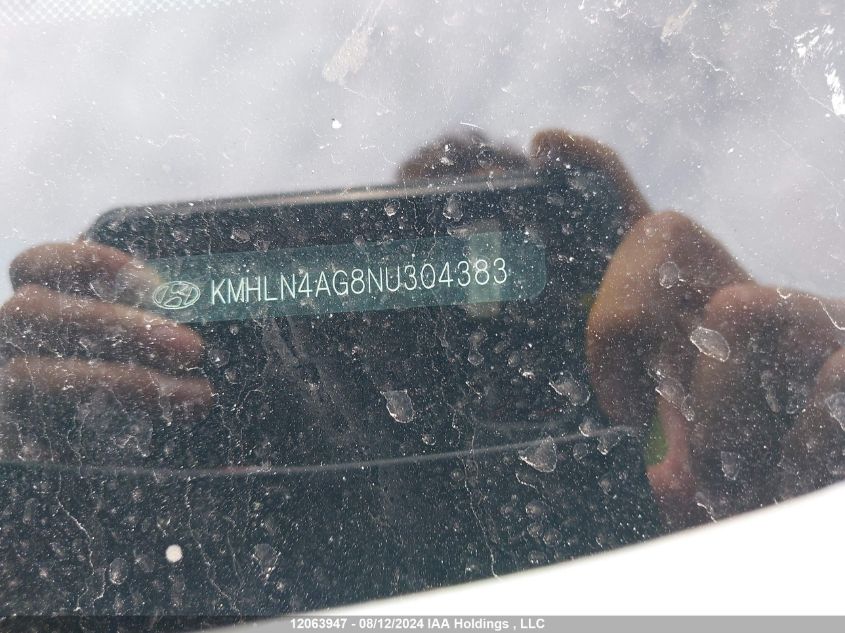 KMHLN4AG8NU304383
12063947 - 08/12/2024 IAA Holdings , LLC